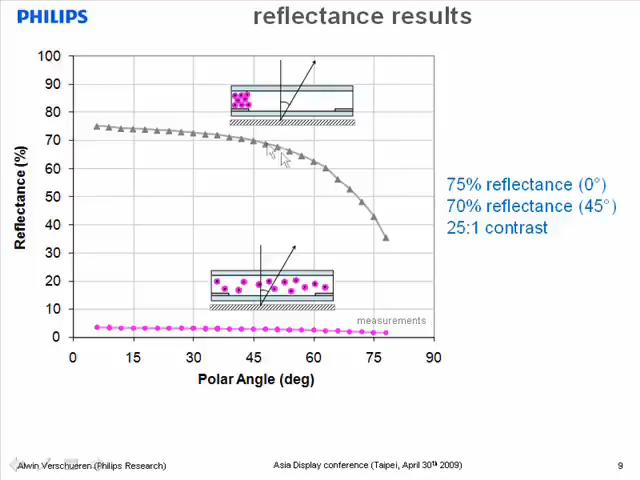 PHILIPS
reflectance results
100
90
80
70
60
50
40
30
20
10
0
Reflectance (%)
0 15 30 45 60 75 90
Polar Angle (deg)
measurements
75% reflectance (0°)
70% reflectance (45°)
25:1 contrast
Alwin Verschueren (Philips Research)
Asia Display conference (Taipei, April 30th 2009)
9